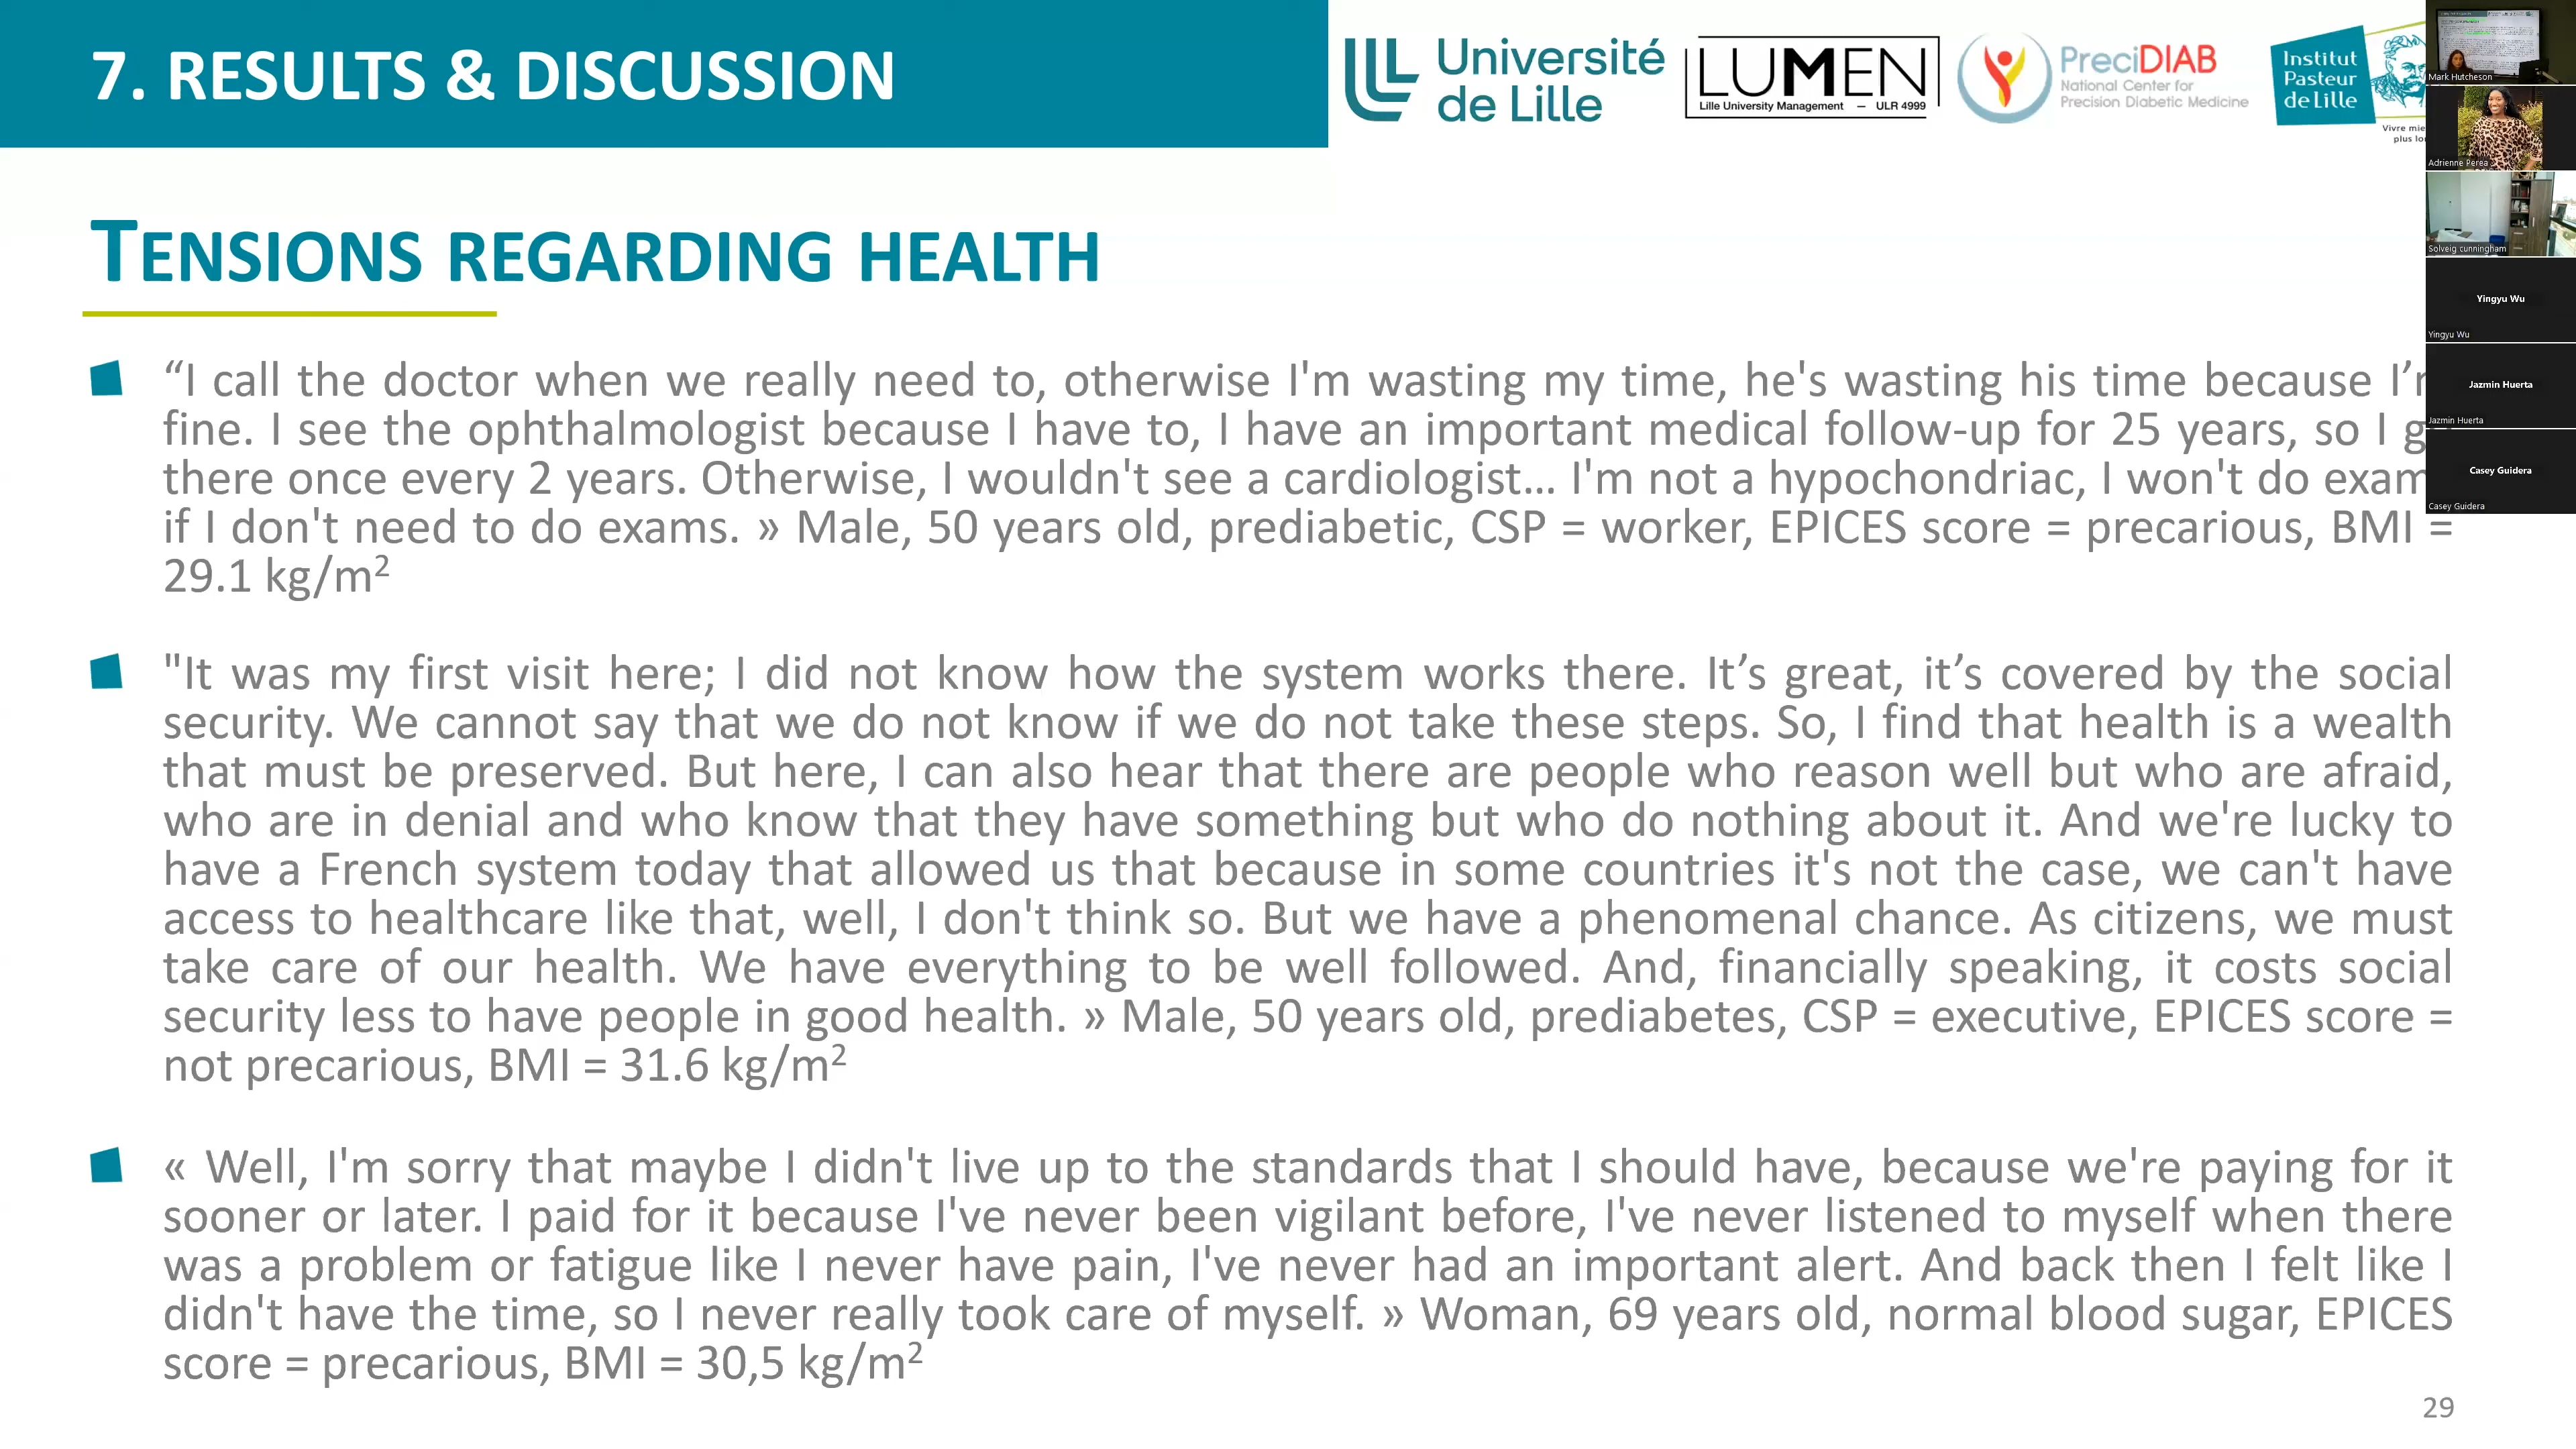 7. RESULTS & DISCUSSION
Université
de Lille
LUMEN
Lille University Management — ULR 4999
PreciDIAB
National Center for
Precision Diabetic Medicine
Institut
Pasteur
de Lille
Vivre
plus
TENSIONS REGARDING HEALTH
“I call the doctor when we really need to, otherwise I'm wasting my time, he's wasting his time because
fine. I see the ophthalmologist because I have to, I have an important medical follow-up for 25 years, so I
there once every 2 years. Otherwise, I wouldn't see a cardiologist... I'm not a hypochondriac, I won't do exam
if I don't need to do exams. » Male, 50 years old, prediabetic, CSP = worker, EPICES score = precarious, BMI =
29.1 kg/m²
"It was my first visit here; I did not know how the system works there. It’s great, it’s covered by the social
security. We cannot say that we do not know if we do not take these steps. So, I find that health is a wealth
that must be preserved. But here, I can also hear that there are people who reason well but who are afraid,
who are in denial and who know that they have something but who do nothing about it. And we're lucky to
have a French system today that allowed us that because in some countries it's not the case, we can't have
access to healthcare like that, well, I don't think so. But we have a phenomenal chance. As citizens, we must
take care of our health. We have everything to be well followed. And, financially speaking, it costs social
security less to have people in good health. » Male, 50 years old, prediabetes, CSP = executive, EPICES score =
not precarious, BMI = 31.6 kg/m²
« Well, I'm sorry that maybe I didn't live up to the standards that I should have, because we're paying for it
sooner or later. I paid for it because I've never been vigilant before, I've never listened to myself when there
was a problem or fatigue like I never have pain, I've never had an important alert. And back then I felt like I
didn't have the time, so I never really took care of myself. » Woman, 69 years old, normal blood sugar, EPICES
score = precarious, BMI = 30,5 kg/m²
29
Mark Hutcheson
Adrienne Perea
Solveig cunningham
Yingyu Wu
Yingyu Wu
Jazmin Huerta
Jazmin Huerta
Casey Guidera
Casey Guidera